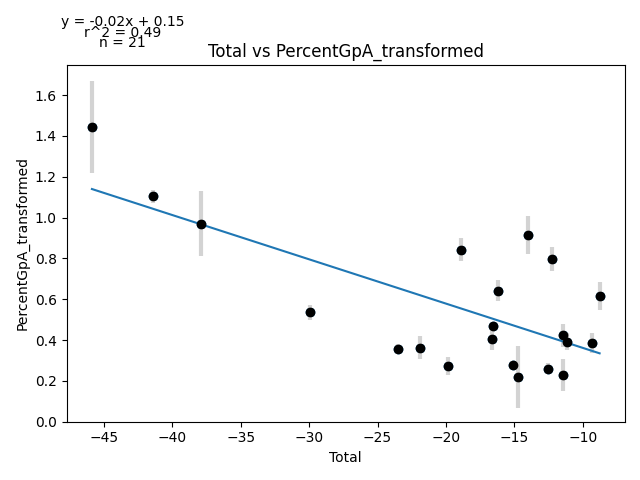 y = -0.02x + 0.15
r^2 = 0.49
n = 21
Total vs PercentGpA_transformed
PercentGpA_transformed
1.6
1.4
1.2
1.0
0.8
0.6
0.4
0.2
0.0
−45
−40
−35
−30
−25
−20
−15
−10
Total